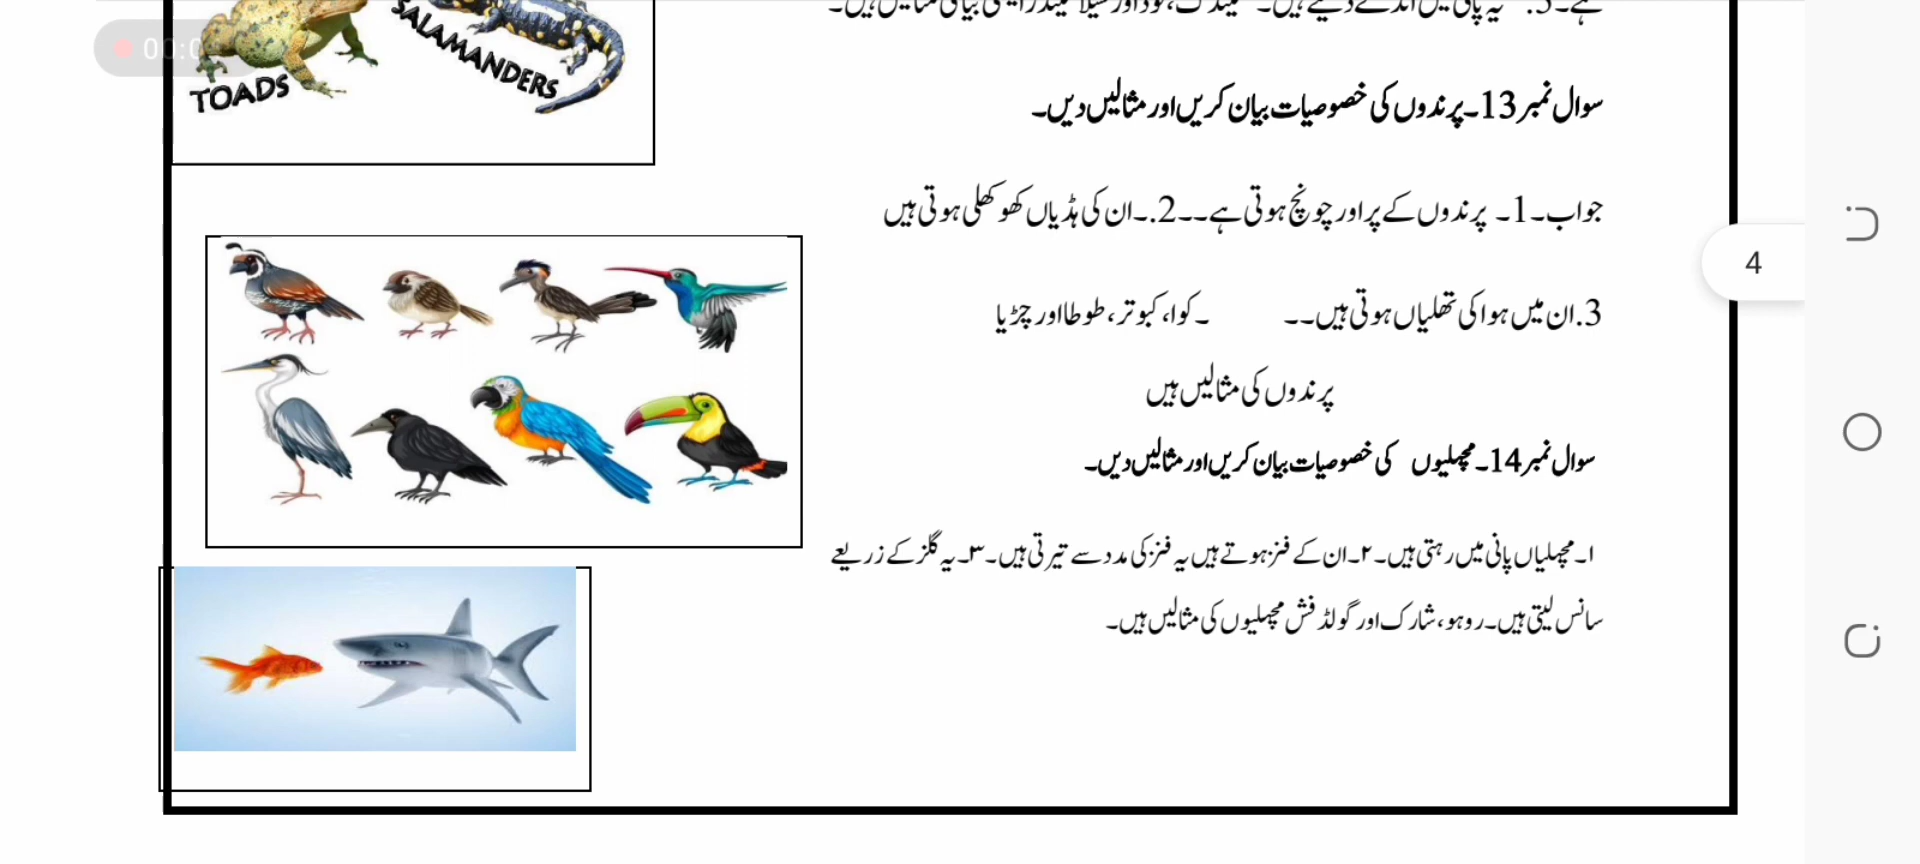 TOADS
SALAMANDERS
سوال نمبر 13۔پرندوں کی خصوصیات بیان کریں اور مثالیں دیں۔
جواب۔1۔ پرندوں کے پر اور چونچ ہوتی ہے۔۔2.۔ان کی ہڈیاں کھوکھلی ہوتی ہیں
3.ان میں ہوا کی تھلیاں ہوتی ہیں۔۔ ۔کوا، کبوتر، طوطا اور چڑیا
پرندوں کی مثالیں ہیں
4
سوال نمبر 14۔مچھلیوں کی خصوصیات بیان کریں اور مثالیں دیں۔
۱۔مچھلیاں پانی میں رہتی ہیں۔۲۔ان کے فنز ہوتے ہیں یہ فنز کی مدد سے تیرتی ہیں۔۳۔یہ گلز کے زریعے
سانس لیتی ہیں۔روہو، شارک اور گولڈ فش مچھلیوں کی مثالیں ہیں۔